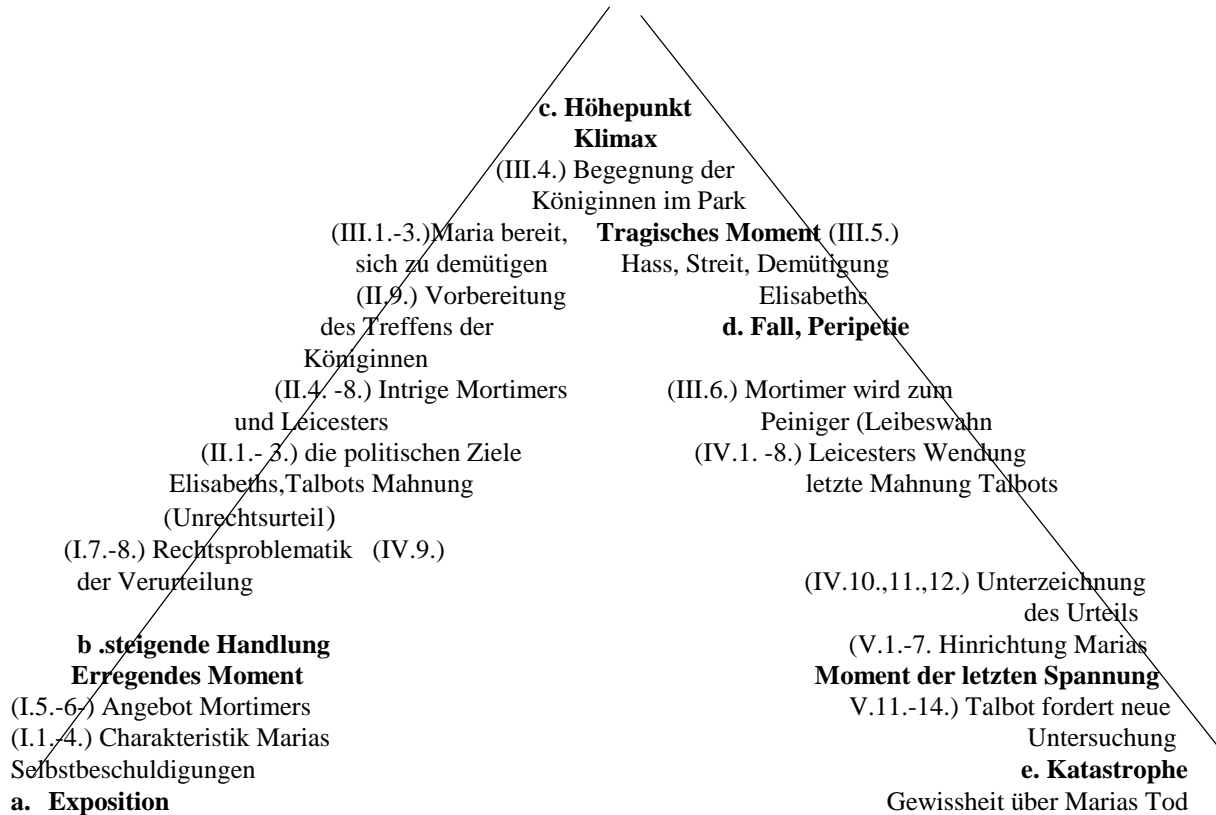 c. Höhepunkt
Klimax
(III.4.) Begegnung der
Königinnen im Park
(III.1.-3.)Maria bereit, Tragisches Moment (III.5.)
sich zu demütigen Hass, Streit, Demütigung
(II.9.) Vorbereitung Elisabeths
des Treffens der d. Fall, Peripetie
Königinnen
(II.4. -8.) Intrige Mortimers (III.6.) Mortimer wird zum
und Leicesters Peiniger (Leibeswahn
(II.1.- 3.) die politischen Ziele (IV.1. -8.) Leicesters Wendung
Elisabeths,Talbots Mahnung letzte Mahnung Talbots
(Unrechtsurteil)
(I.7.-8.) Rechtsproblematik (IV.9.)
der Verurteilung (IV.10.,11.,12.) Unterzeichnung
des Urteils
b .steigende Handlung (V.1.-7. Hinrichtung Marias
Erregendes Moment Moment der letzten Spannung
(I.5.-6-) Angebot Mortimers V.11.-14.) Talbot fordert neue
(I.1.-4.) Charakteristik Marias Untersuchung
Selbstbeschuldigungen e. Katastrophe
a. Exposition Gewissheit über Marias Tod